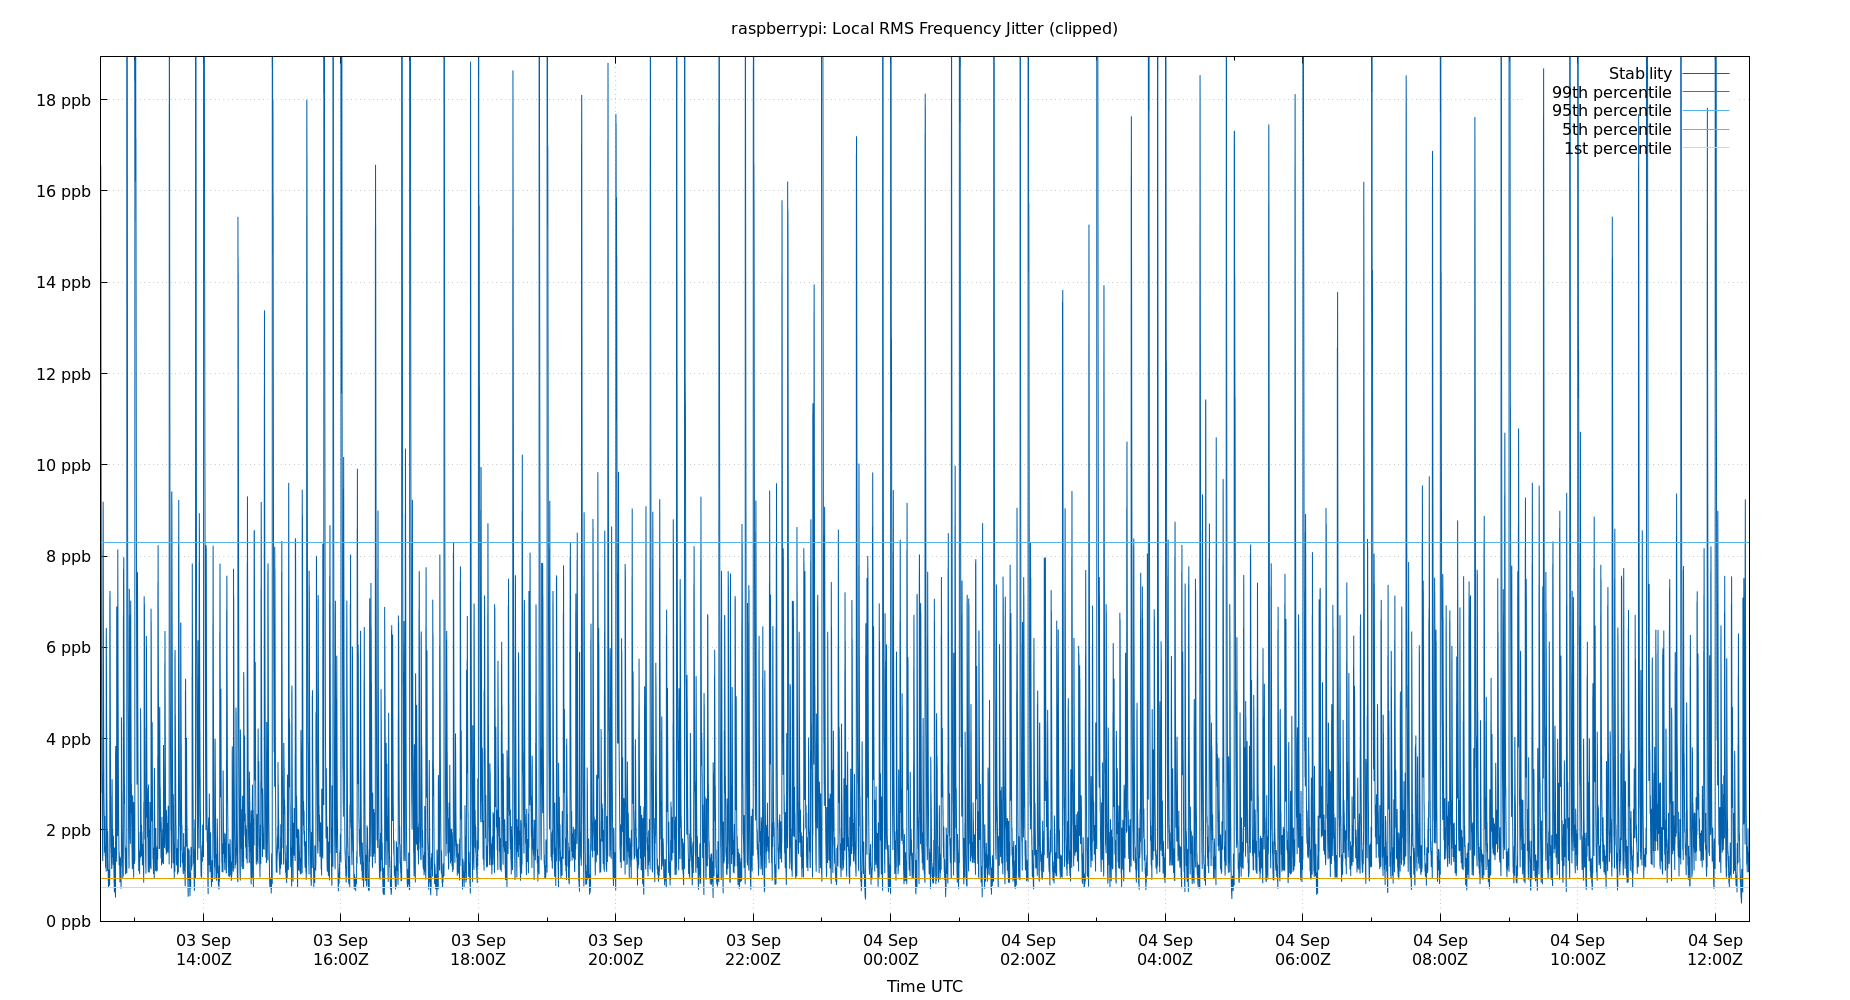 raspberrypi: Local RMS Frequency Jitter (clipped)
Stability
99th percentile
95th percentile
5th percentile
1st percentile
18 ppb
16 ppb
14 ppb
12 ppb
10 ppb
8 ppb
6 ppb
4 ppb
2 ppb
0 ppb
03 Sep 03 Sep 03 Sep 03 Sep 03 Sep 04 Sep 04 Sep 04 Sep 04 Sep 04 Sep 04 Sep 04 Sep
14:00Z 16:00Z 18:00Z 20:00Z 22:00Z 00:00Z 02:00Z 04:00Z 06:00Z 08:00Z 10:00Z 12:00Z
Time UTC